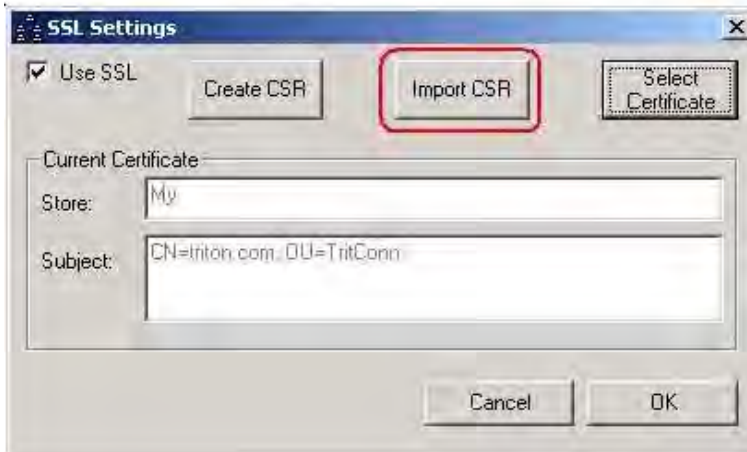 SSL Settings
Use SSL
Create CSR
Import CSR
Select
Certificate
Current Certificate
Store:
My
Subject:
CN=triton.com, OU=TritConn
Cancel
OK